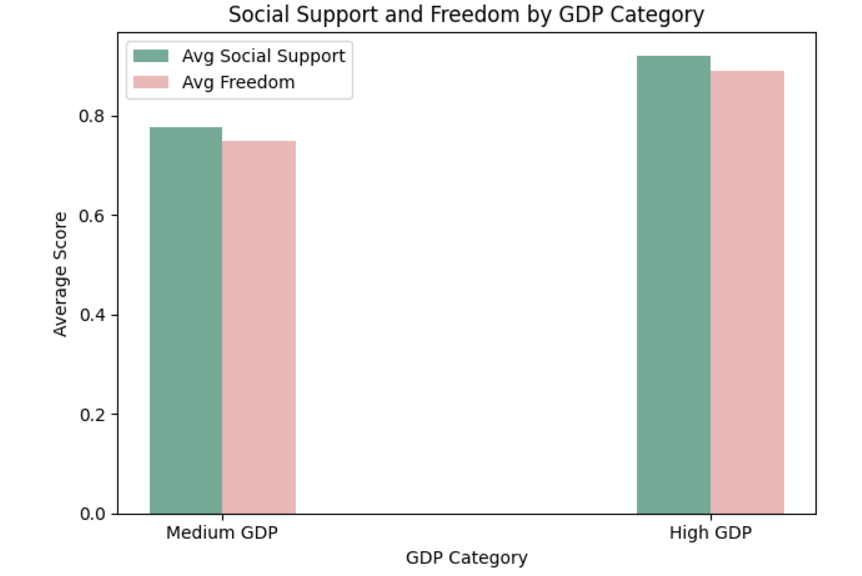 Social Support and Freedom by GDP Category
Avg Social Support
Avg Freedom
0.8
0.6
0.4
0.2
0.0
Average Score
Medium GDP
High GDP
GDP Category